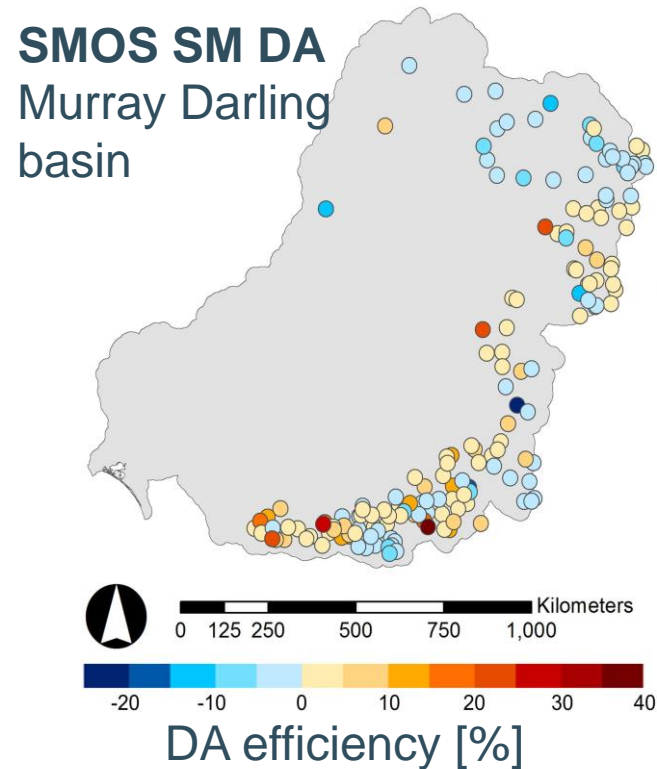 SMOS SM DA
Murray Darling
basin
Kilometers
0 125 250 500 750 1,000
-20 -10 0 10 20 40
DA efficiency [%]